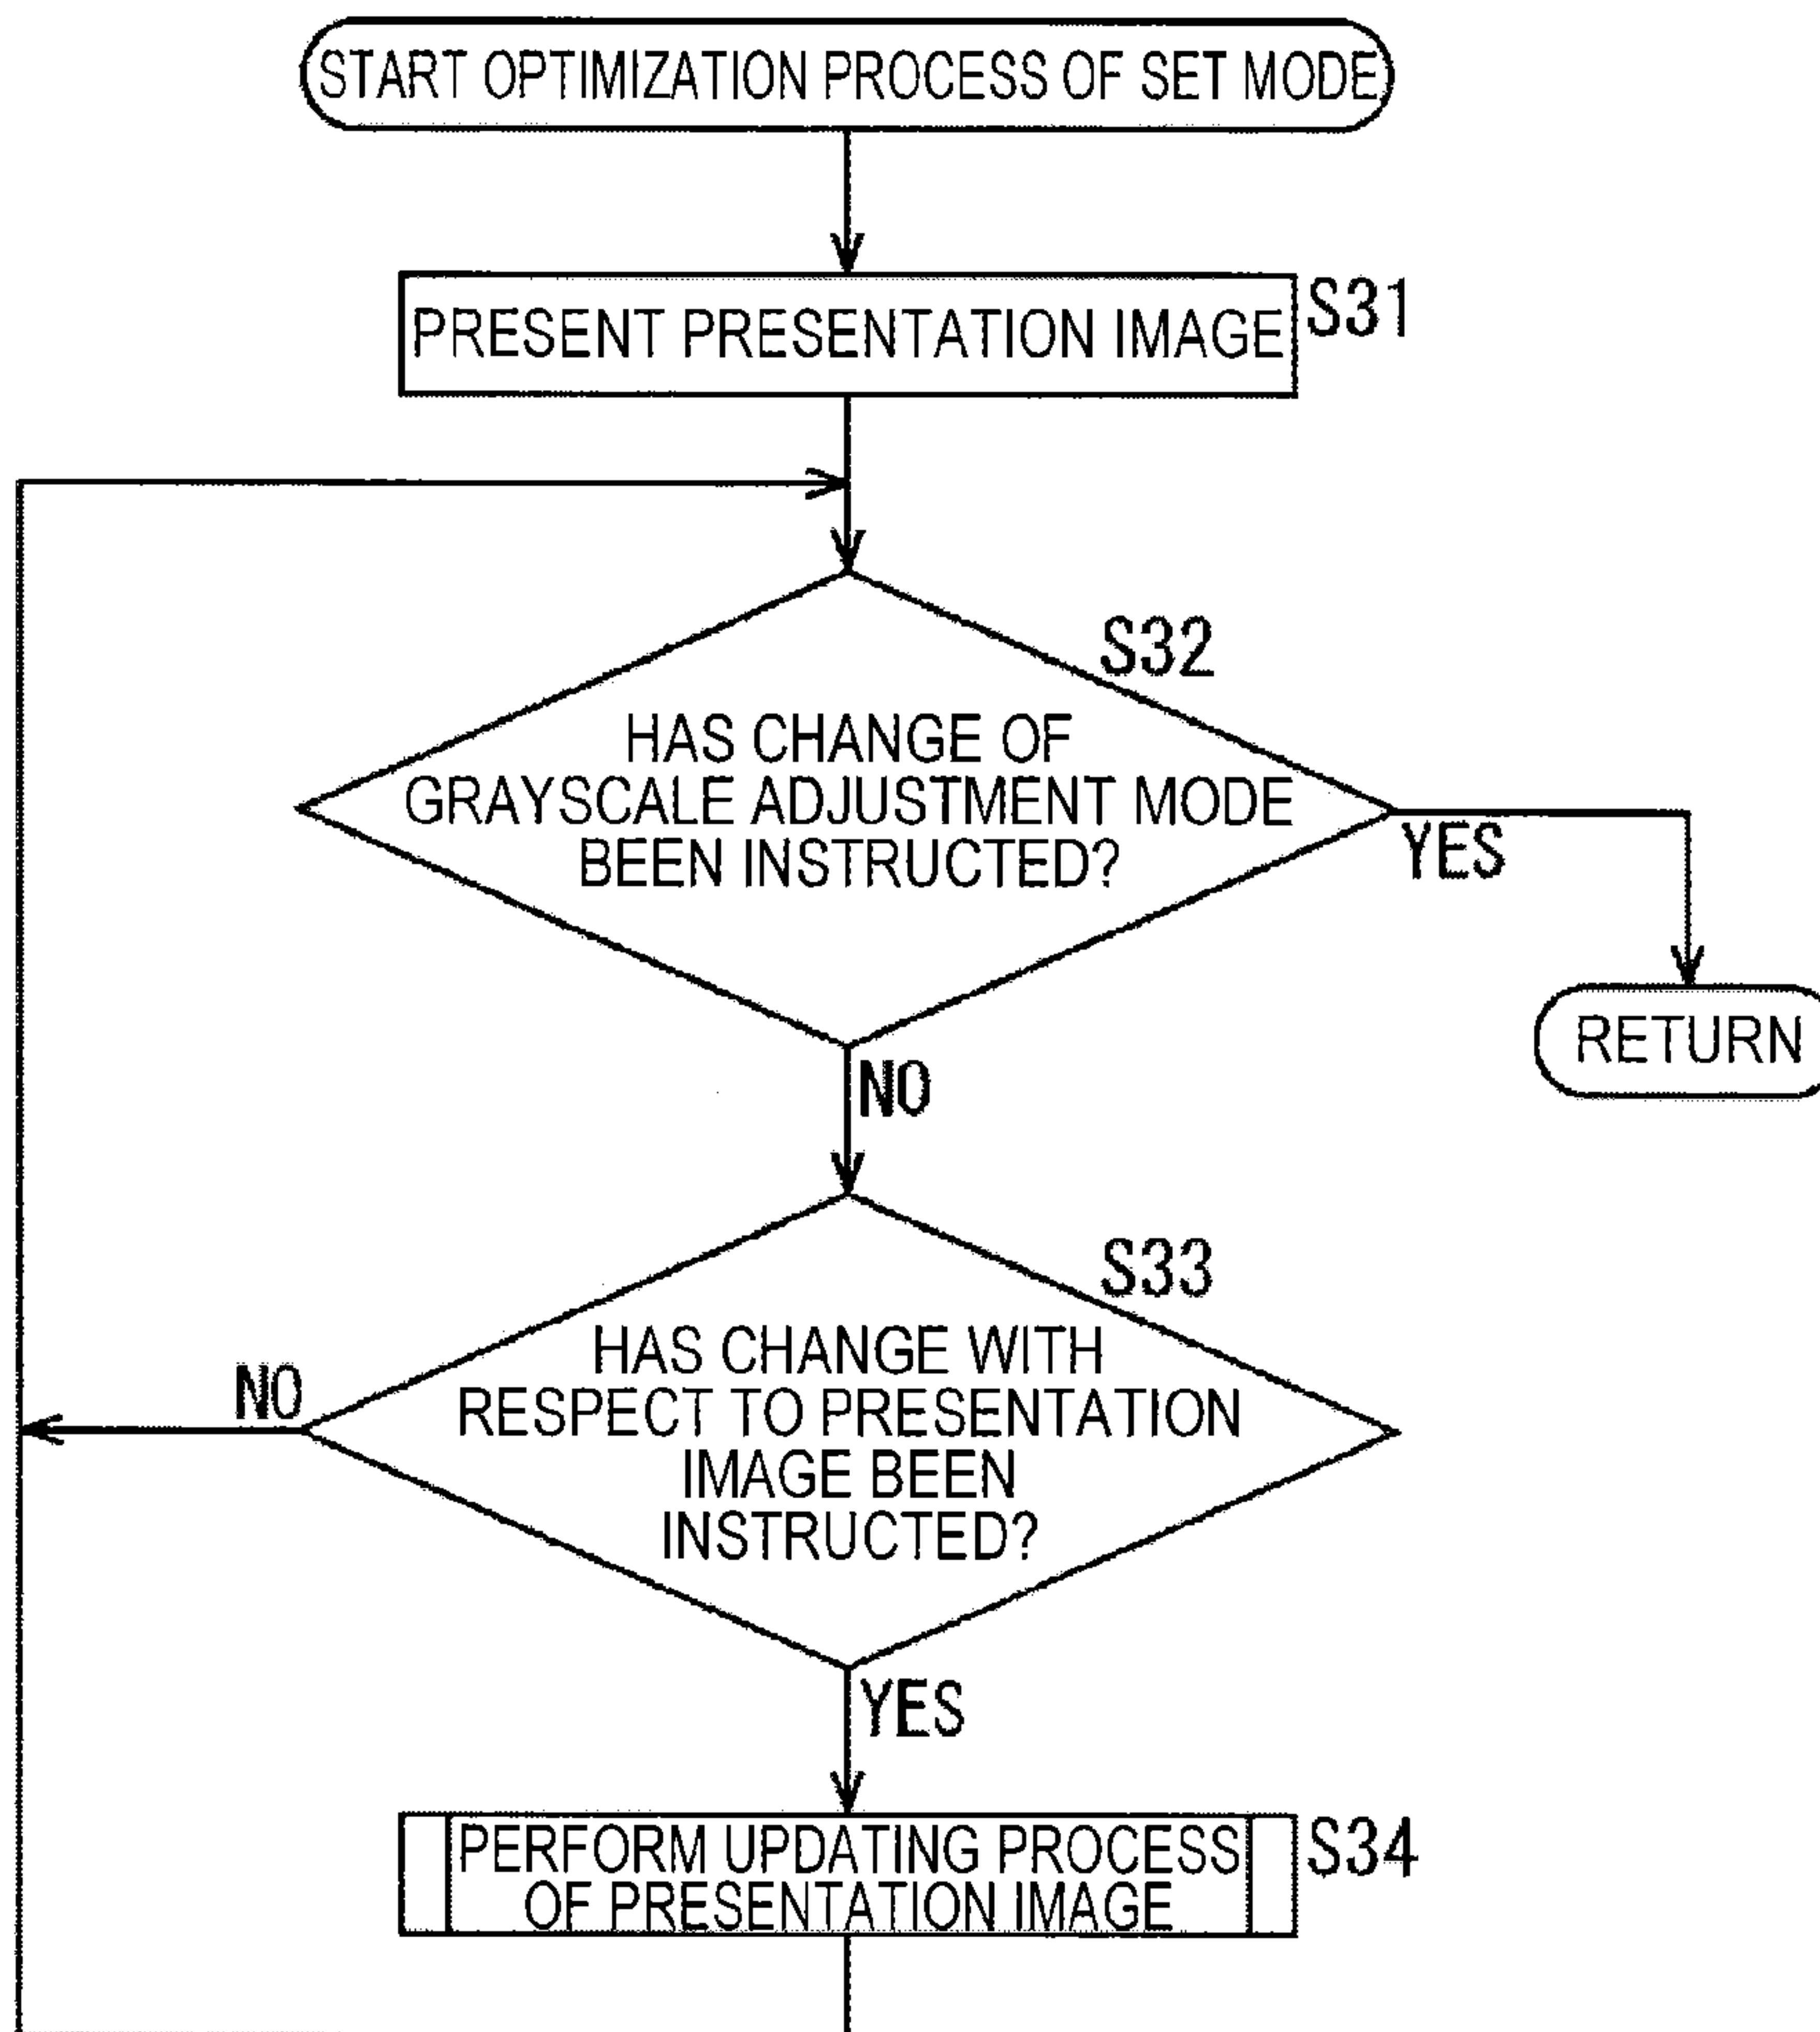 START OPTIMIZATION PROCESS OF SET MODE
PRESENT PRESENTATION IMAGE
S31
S32
HAS CHANGE OF
GRAYSCALE ADJUSTMENT MODE
BEEN INSTRUCTED?
YES
RETURN
NO
S33
HAS CHANGE WITH
RESPECT TO PRESENTATION
IMAGE BEEN
INSTRUCTED?
NO
YES
PERFORM UPDATING PROCESS
OF PRESENTATION IMAGE
S34